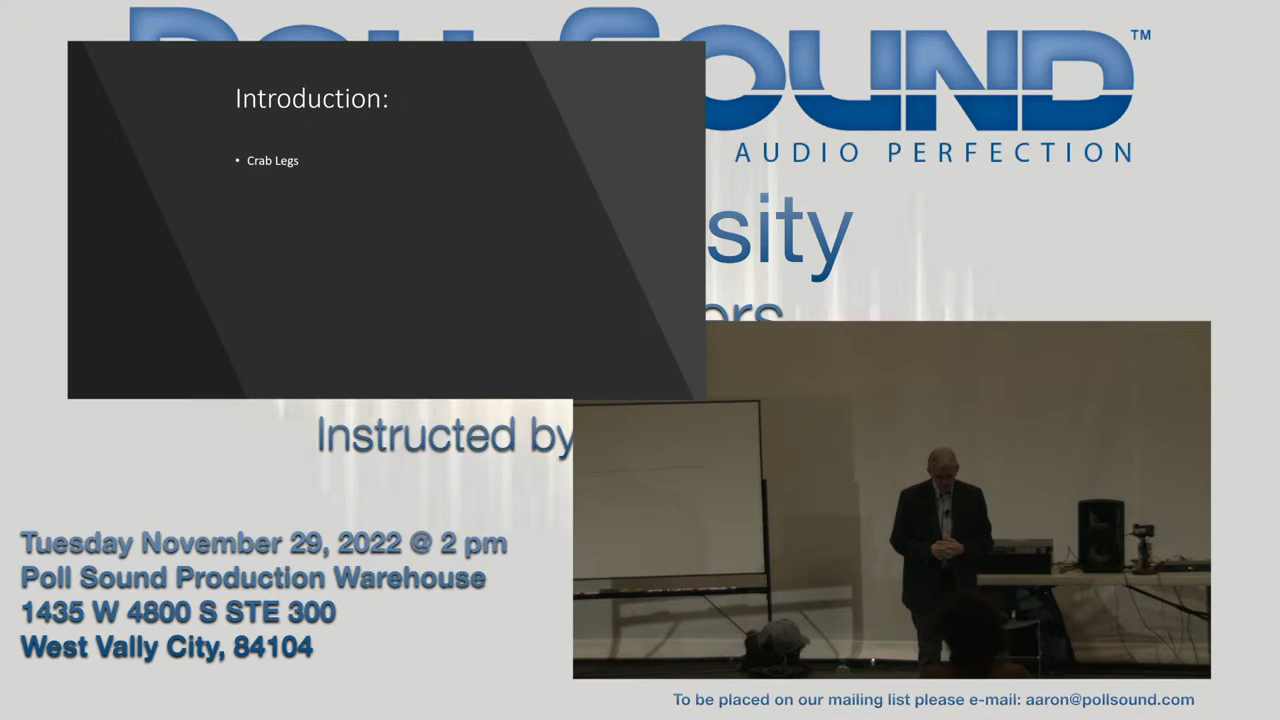 SOUND™
AUDIO PERFECTION
Introduction:
• Crab Legs
sity
ers
Instructed by
Tuesday November 29, 2022 @ 2 pm
Poll Sound Production Warehouse
1435 W 4800 S STE 300
West Vally City, 84104
To be placed on our mailing list please e-mail: aaron@pollsound.com